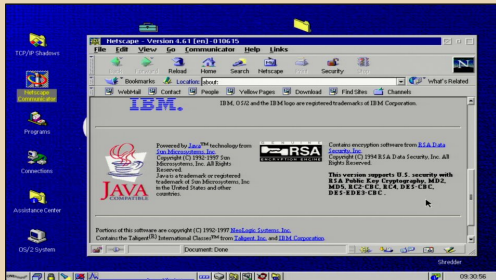 Netscape - Version 4.61 [en] - 010615
File Edit View Go Communicator Help Links
Reload Home Search Netscape Security
Bookmarks Location: about:
What's Related
WebMail Contact People Yellow Pages Download Find Sites Channels
TCP/IP Shadows
Netscape
Communicator
Programs
Connections
Assistance Center
OS/2 System
IBM.
IBM, OS/2 and the IBM logo are registered trademarks of IBM Corporation.
JAVA
COMPATIBLE
Powered by Java™ technology from
Sun Microsystems, Inc.
Copyright (C) 1992-1997 Sun
Microsystems, Inc. All Rights
Reserved.
Java is a trademark or registered
trademark of Sun Microsystems, Inc.
in the United States and other
countries.
RSA
ENCRYPTION ENGINE
Contains encryption software from RSA Data
Security, Inc.
Copyright (C) 1994 RSA Data Security, Inc. All
Rights Reserved.
This version supports U.S. security with
RSA Public Key Cryptography, MD2,
MD5, RC2-CBC, RC4, DES-CBC,
DES-EDE3-CBC.
Portions of this software are copyright (C) 1992-1997 NeoLogic Systems, Inc.
Contains the Taligent(R) International Classes™ from Taligent, Inc. and IBM Corporation.
Document: Done
Shredder
09:30:56